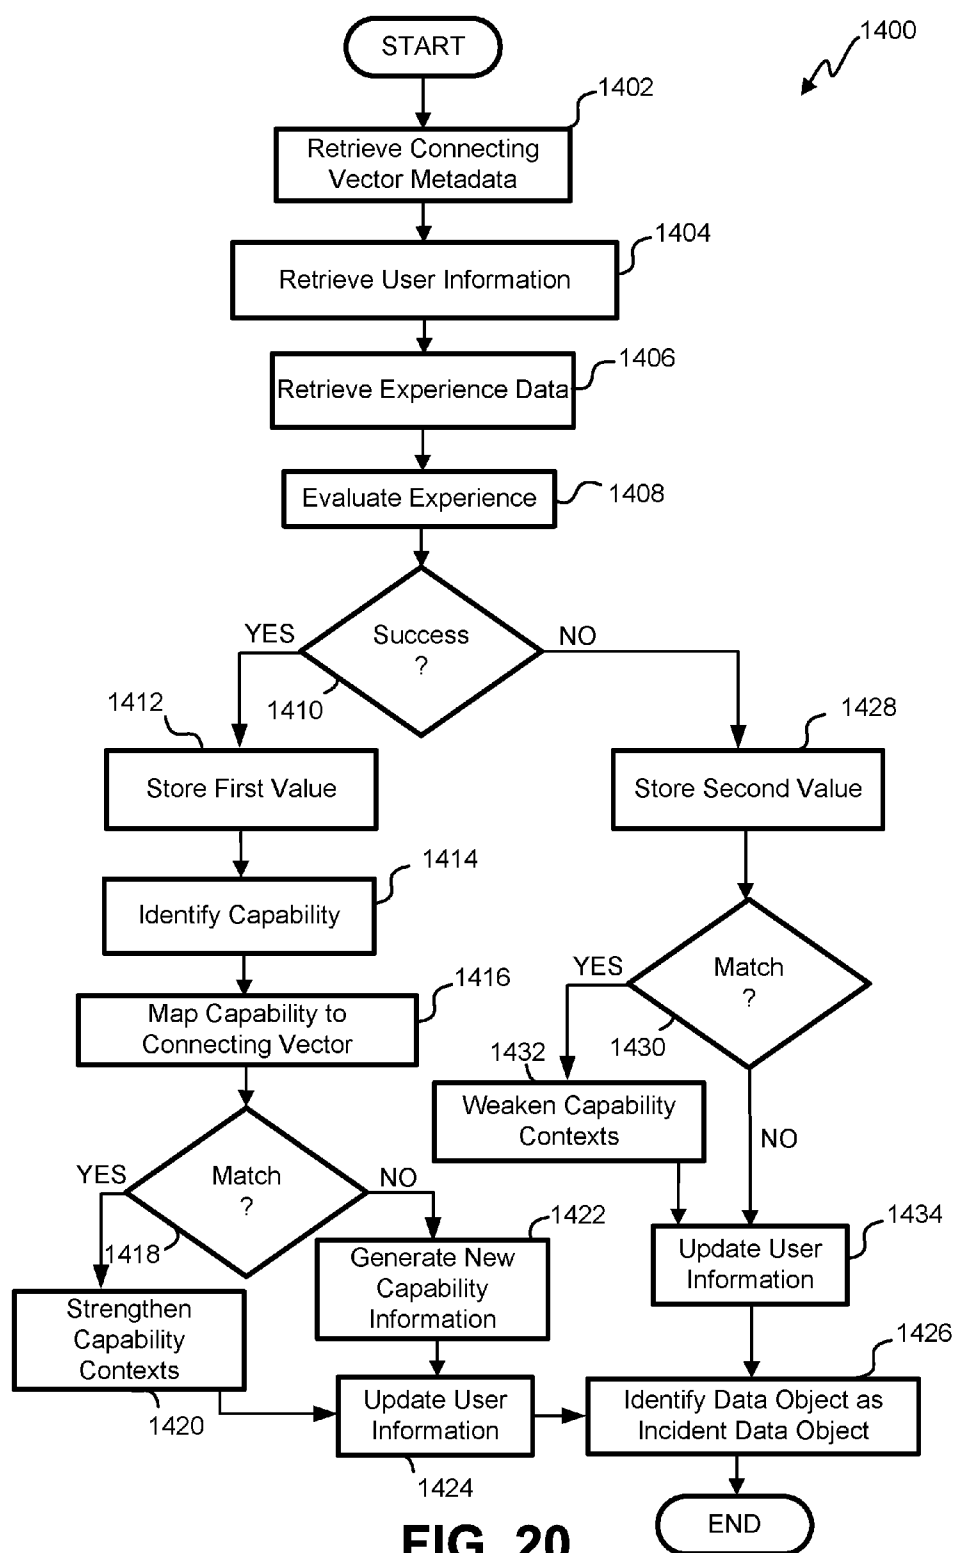 START
1400
1402
Retrieve Connecting
Vector Metadata
1404
Retrieve User Information
1406
Retrieve Experience Data
Evaluate Experience
1408
YES
Success
?
NO
1410
1412
1428
Store First Value
Store Second Value
1414
Identify Capability
YES
Match
?
1416
Map Capability to
Connecting Vector
1430
1432
Weaken Capability
Contexts
NO
YES
Match
?
NO
1418
1422
1434
Generate New
Capability
Information
Update User
Information
Strengthen
Capability
Contexts
1420
1426
Update User
Information
1424
Identify Data Object as
Incident Data Object
END
FIG. 20